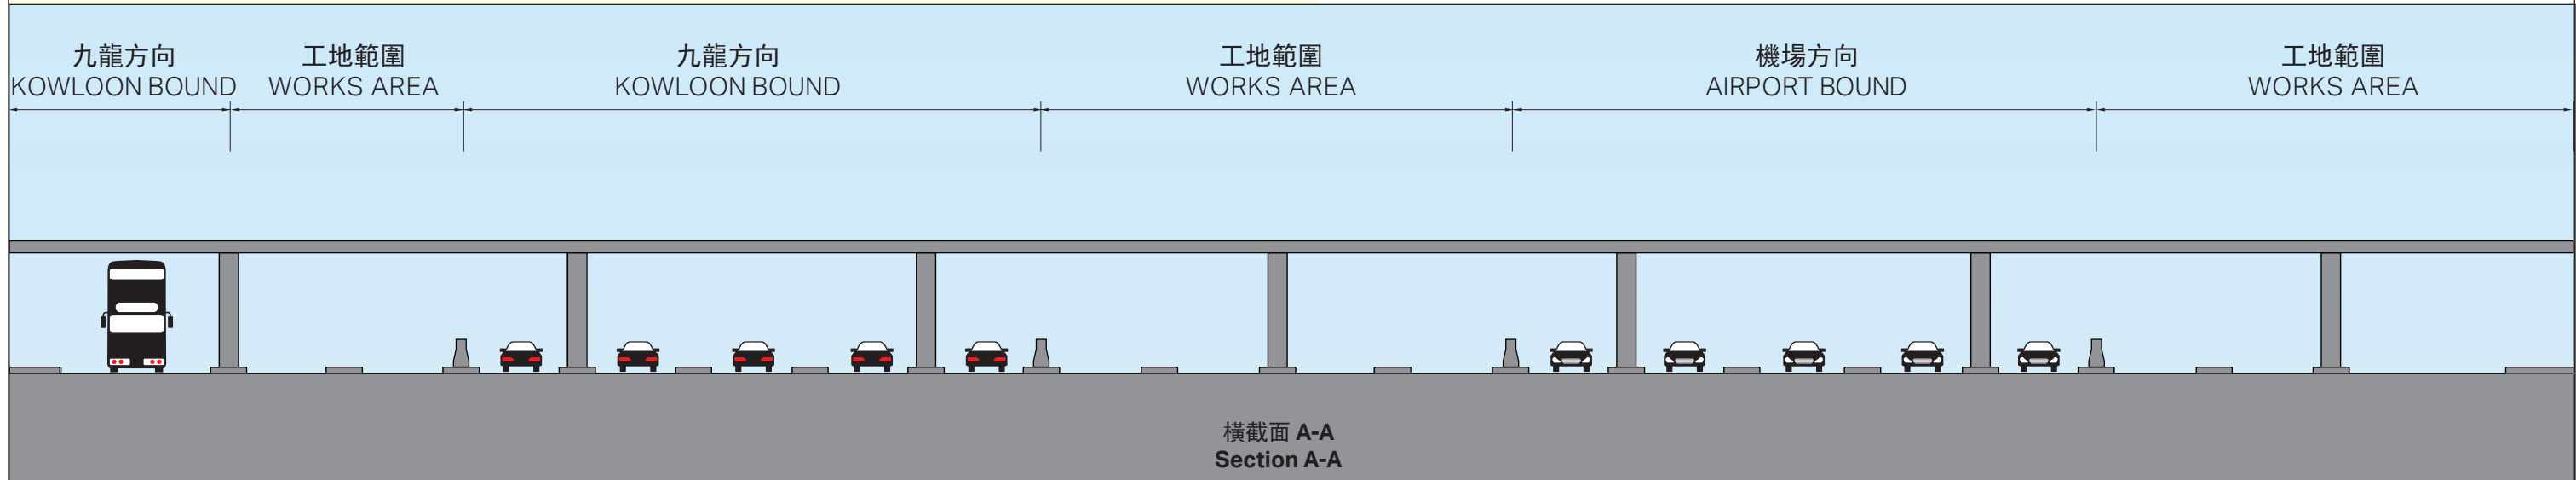 九龍方向
KOWLOON BOUND
工地範圍
WORKS AREA
九龍方向
KOWLOON BOUND
工地範圍
WORKS AREA
機場方向
AIRPORT BOUND
工地範圍
WORKS AREA
橫截面 A-A
Section A-A